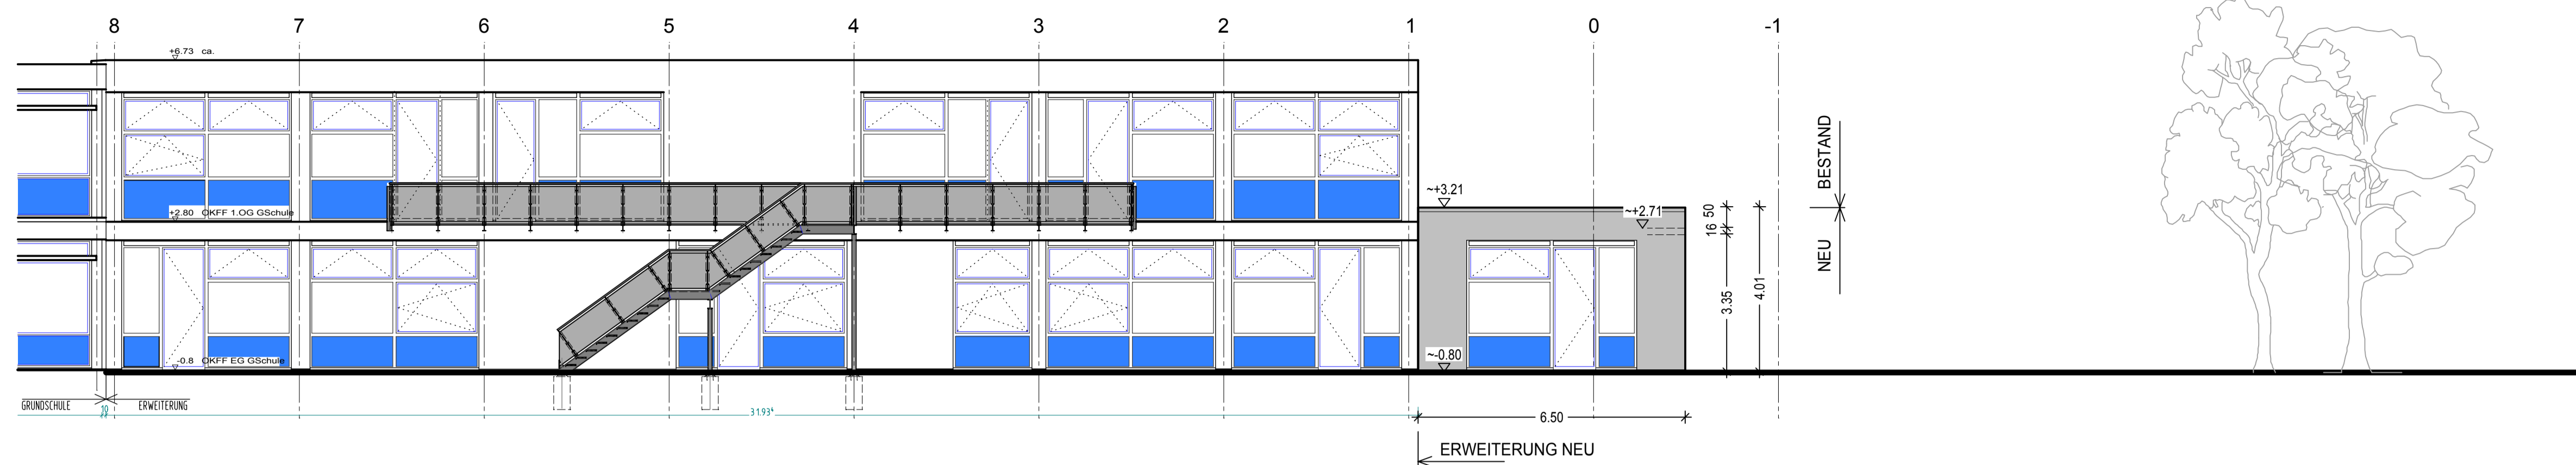 8 7 6 5 4 3 2 1 0 -1
+6.73 ca.
BESTAND
~+3.21
+2.80 OKFF 1.OG GSchule
~+2.71
50
16
NEU
3.35
4.01
-0.8 OKFF EG GSchule
~-0.80
GRUNDSCHULE
ERWEITERUNG
10
31.93⁴
6.50
ERWEITERUNG NEU